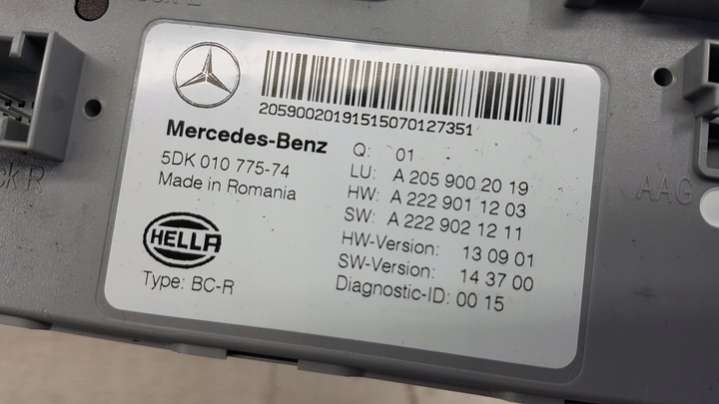 20590020191515070127351
Mercedes-Benz
5DK 010 775-74
Made in Romania
HELLA
Type: BC-R
Q: 01
LU: A 205 900 20 19
HW: A 222 901 12 03
SW: A 222 902 12 11
HW-Version: 13 09 01
SW-Version: 14 37 00
Diagnostic-ID: 00 15
R
AAG